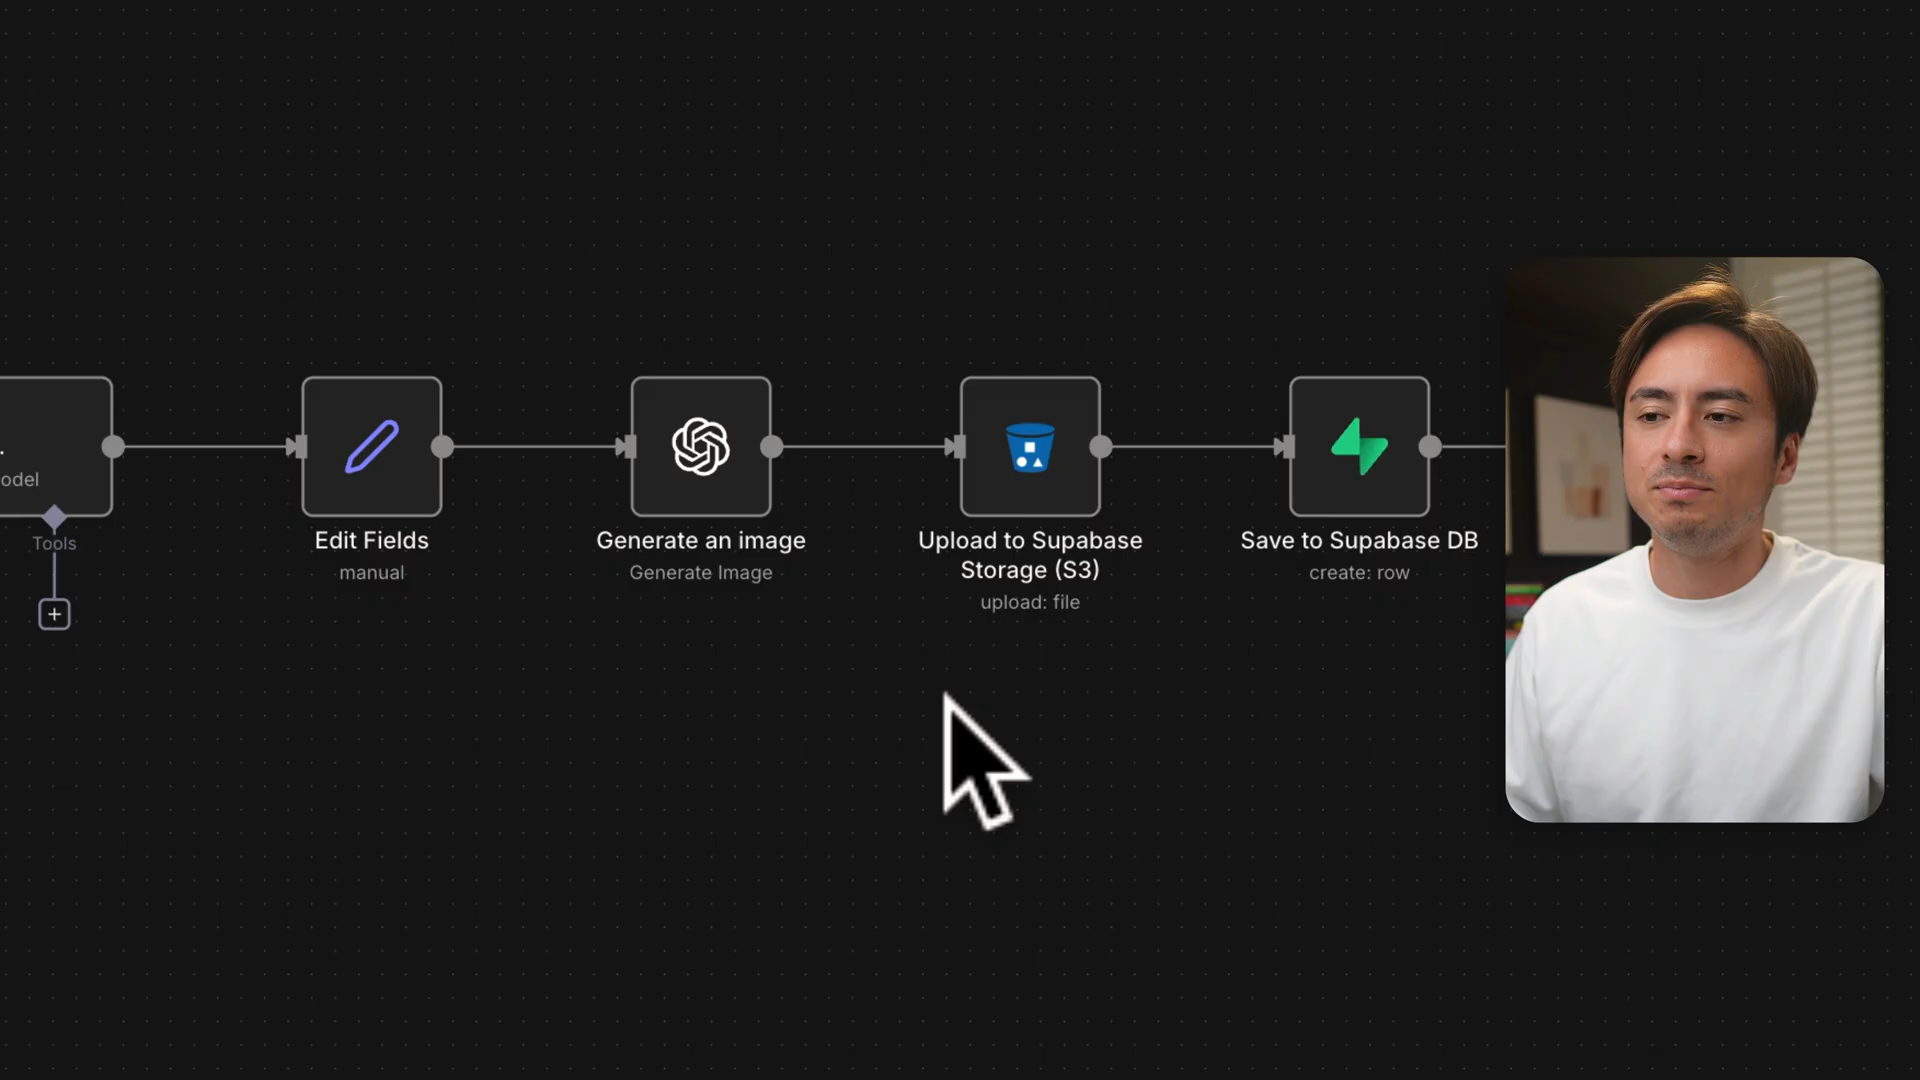 .
odel
Tools
+
Edit Fields
manual
Generate an image
Generate Image
Upload to Supabase
Storage (S3)
upload: file
Save to Supabase DB
create: row